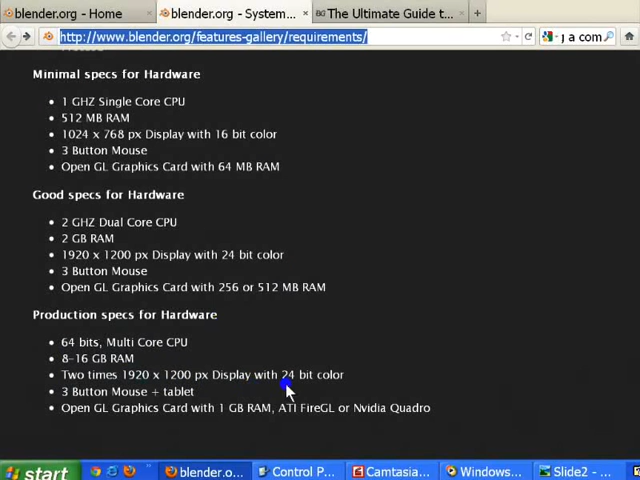 blender.org - Home
blender.org - System...
The Ultimate Guide t...
http://www.blender.org/features-gallery/requirements/
g a com
Minimal specs for Hardware
1 GHZ Single Core CPU
512 MB RAM
1024 x 768 px Display with 16 bit color
3 Button Mouse
Open GL Graphics Card with 64 MB RAM
Good specs for Hardware
2 GHZ Dual Core CPU
2 GB RAM
1920 x 1200 px Display with 24 bit color
3 Button Mouse
Open GL Graphics Card with 256 or 512 MB RAM
Production specs for Hardware
64 bits, Multi Core CPU
8-16 GB RAM
Two times 1920 x 1200 px Display with 24 bit color
3 Button Mouse + tablet
Open GL Graphics Card with 1 GB RAM, ATI FireGL or Nvidia Quadro
start
blender.o...
Control P...
Camtasia...
Windows...
Slide2 - ...